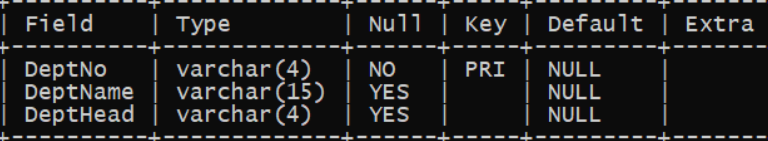 | Field | Type | Null | Key | Default | Extra
| DeptNo | varchar(4) | NO | PRI | NULL |
| DeptName | varchar(15) | YES | | NULL |
| DeptHead | varchar(4) | YES | | NULL |